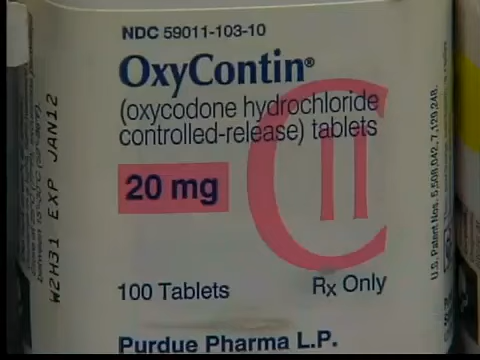 NDC 59011-103-10
OxyContin®
(oxycodone hydrochloride
controlled-release) tablets
20 mg
CII
100 Tablets
Rx Only
Purdue Pharma L.P.
W2H31 EXP JAN12
U.S. Patent Nos. 5,508,042, 7,129,248.